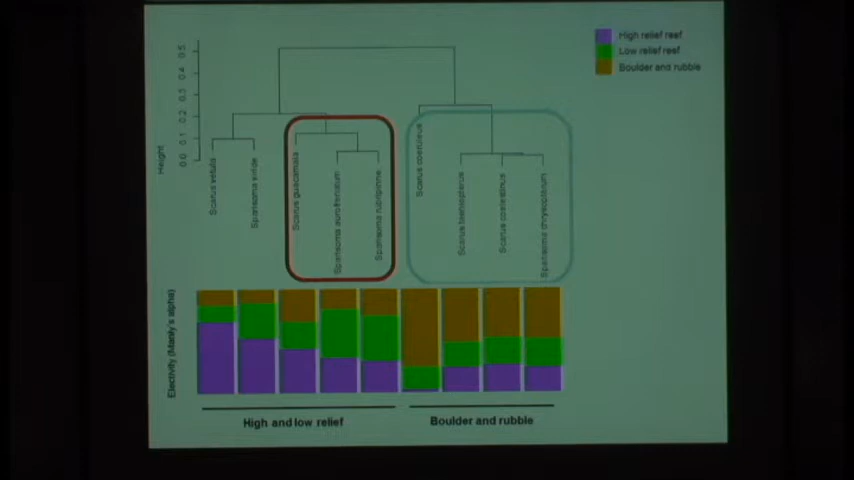 High relief reef
Low relief reef
Boulder and rubble
Height
0.0 0.1 0.2 0.3 0.4 0.5
Scarus vetula
Sparisoma viride
Scarus guacamaia
Sparisoma aurofrenatum
Sparisoma rubripinne
Scarus coeruleus
Scarus taeniopterus
Scarus coelestinus
Sparisoma chrysopterum
Electivity (Manly's alpha)
High and low relief
Boulder and rubble